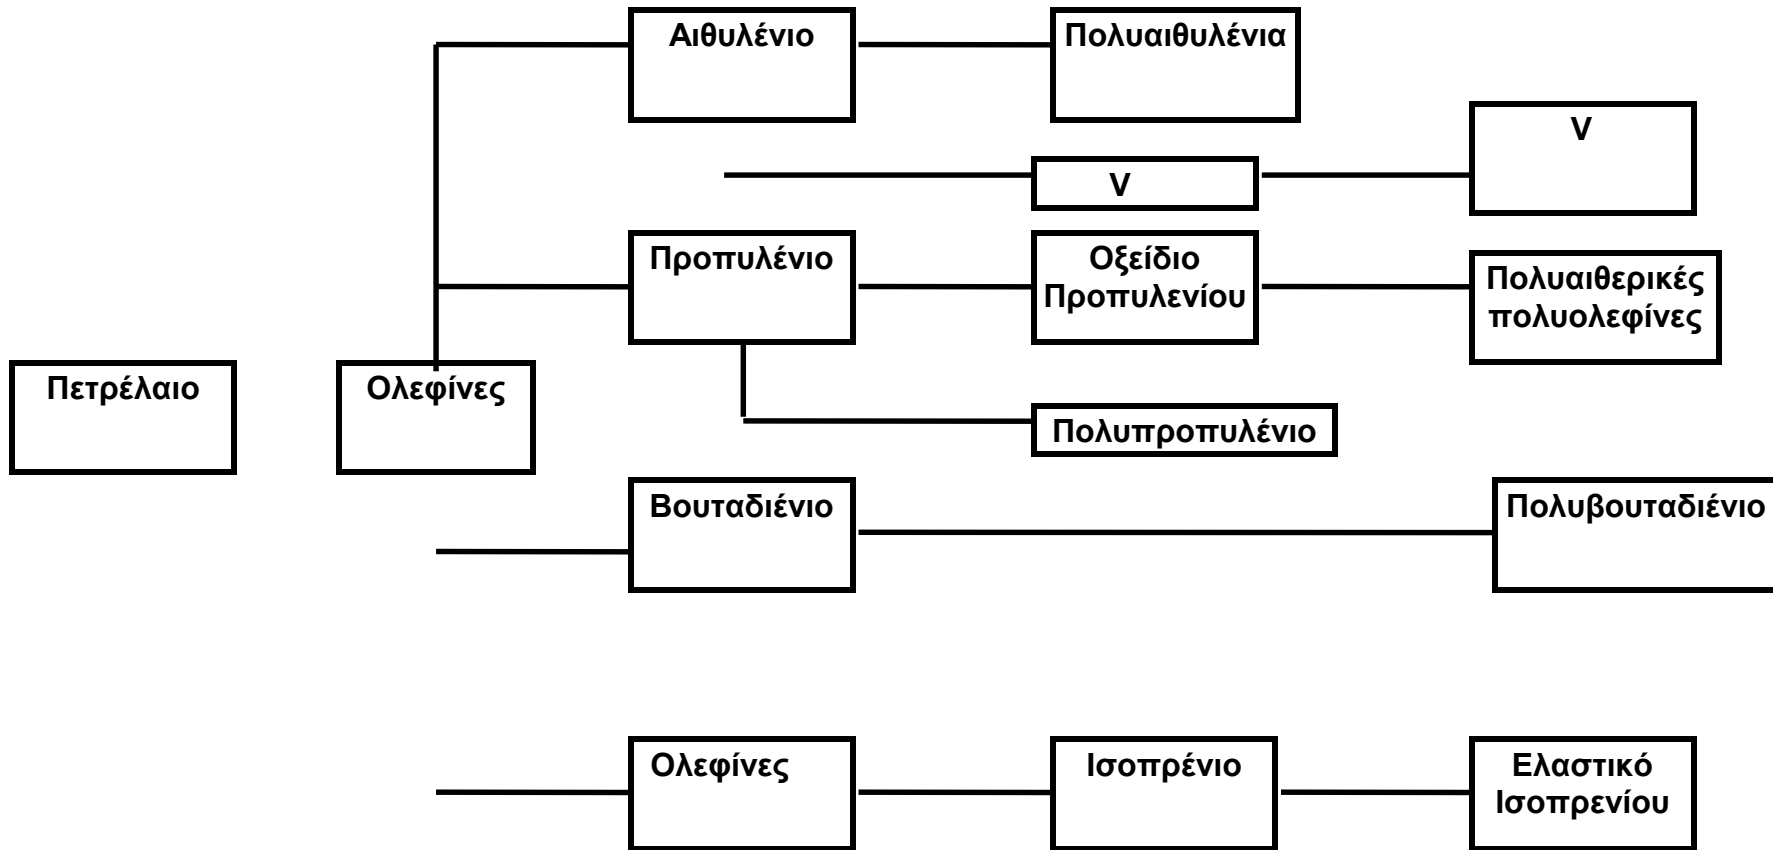 Αιθυλένιο
Πολυαιθυλένια
V
V
Προπυλένιο
Οξείδιο
Προπυλενίου
Πολυαιθερικές
πολυολεφίνες
Πετρέλαιο
Ολεφίνες
Πολυπροπυλένιο
Βουταδιένιο
Πολυβουταδιένιο
Ολεφίνες
Ισοπρένιο
Ελαστικό
Ισοπρενίου